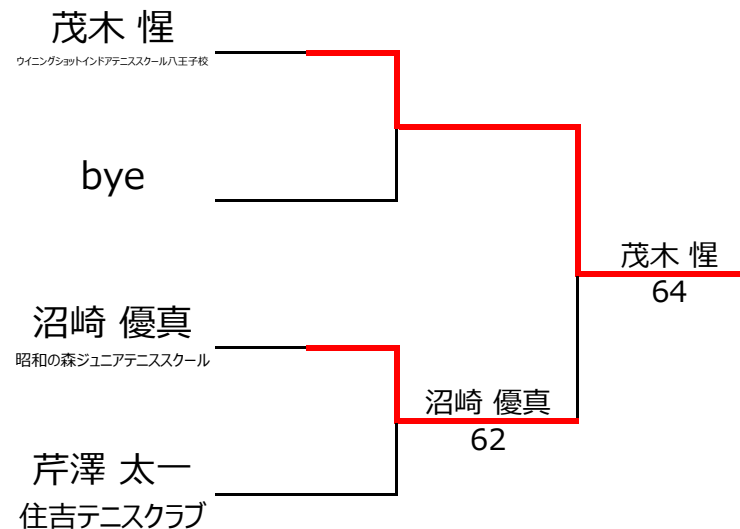 茂木 惺
ウイニングショットインドアテニススクール八王子校
bye
茂木 惺
64
沼崎 優真
昭和の森ジュニアテニススクール
沼崎 優真
62
芹澤 太一
住吉テニスクラブ